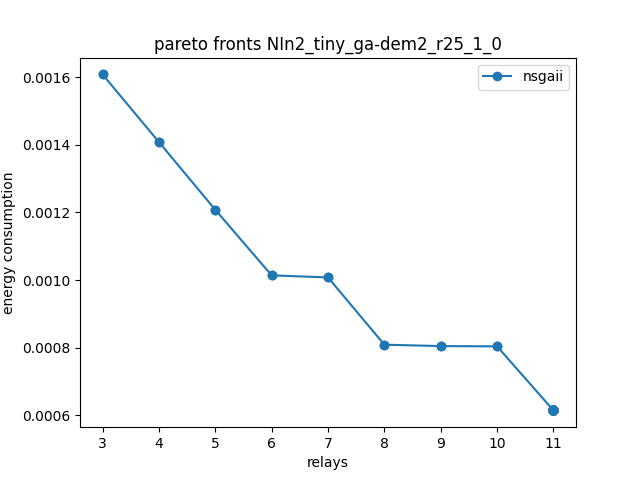 pareto fronts NIn2_tiny_ga-dem2_r25_1_0
nsgaii
0.0016
0.0014
0.0012
0.0010
0.0008
0.0006
energy consumption
3 4 5 6 7 8 9 10 11
relays